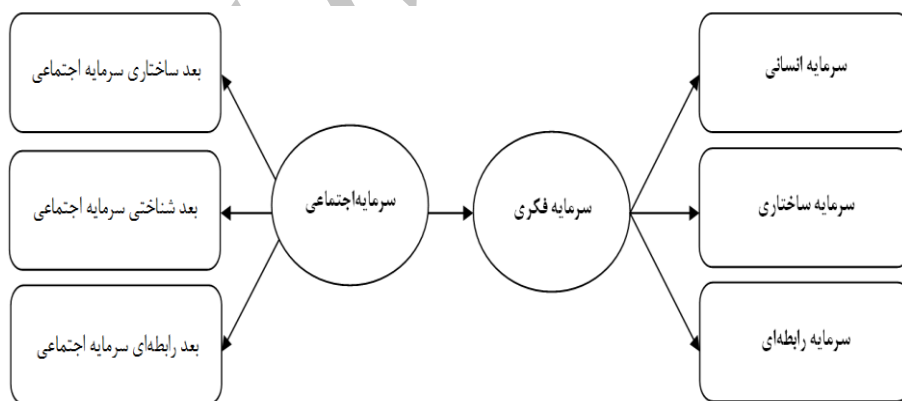 بعد ساختاری سرمایه اجتماعی
بعد شناختی سرمایه اجتماعی
بعد رابطه‌ای سرمایه اجتماعی
سرمایه‌اجتماعی
سرمایه فکری
سرمایه انسانی
سرمایه ساختاری
سرمایه رابطه‌ای